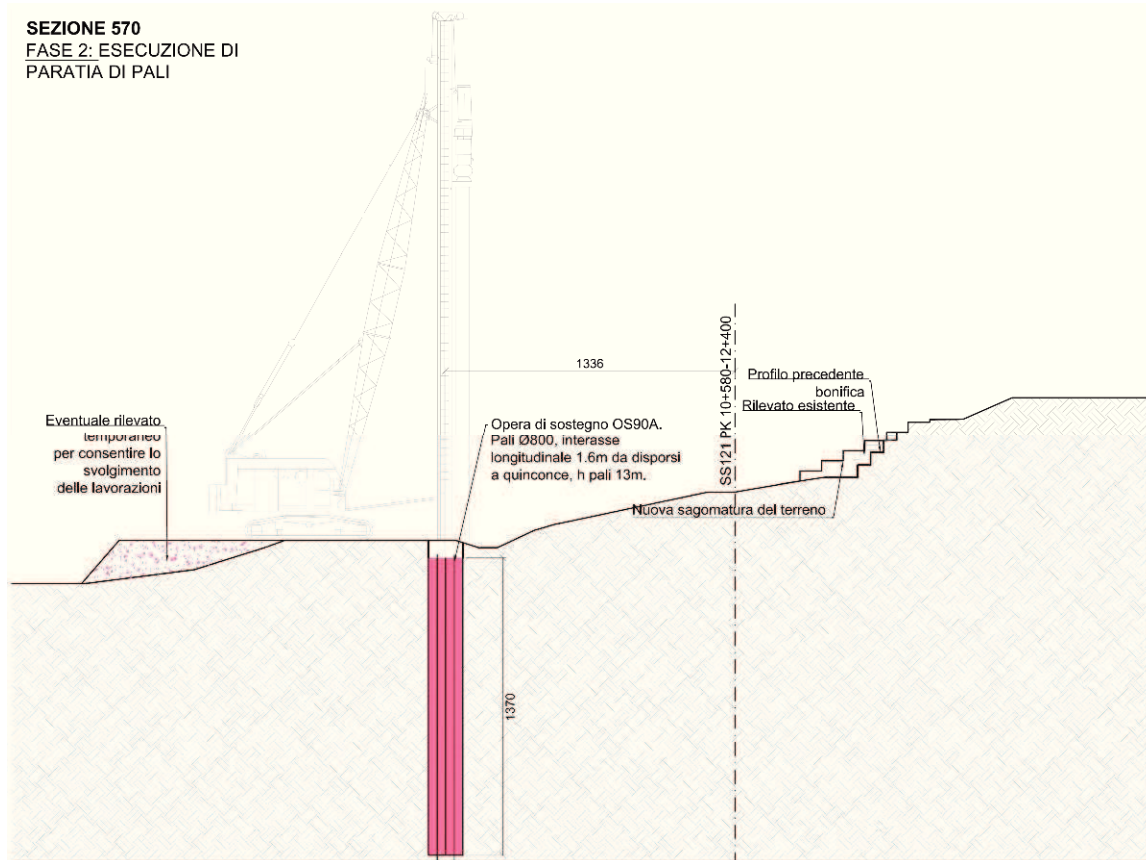 SEZIONE 570
FASE 2: ESECUZIONE DI
PARATIA DI PALI
1336
SS121 PK 10+580-12+400
Profilo precedente
bonifica
Rilevato esistente
Eventuale rilevato
temporaneo
per consentire lo
svolgimento
delle lavorazioni
Opera di sostegno OS90A.
Pali Ø800, interasse
longitudinale 1.6m da disporsi
a quinconce, h pali 13m.
Nuova sagomatura del terreno
1370